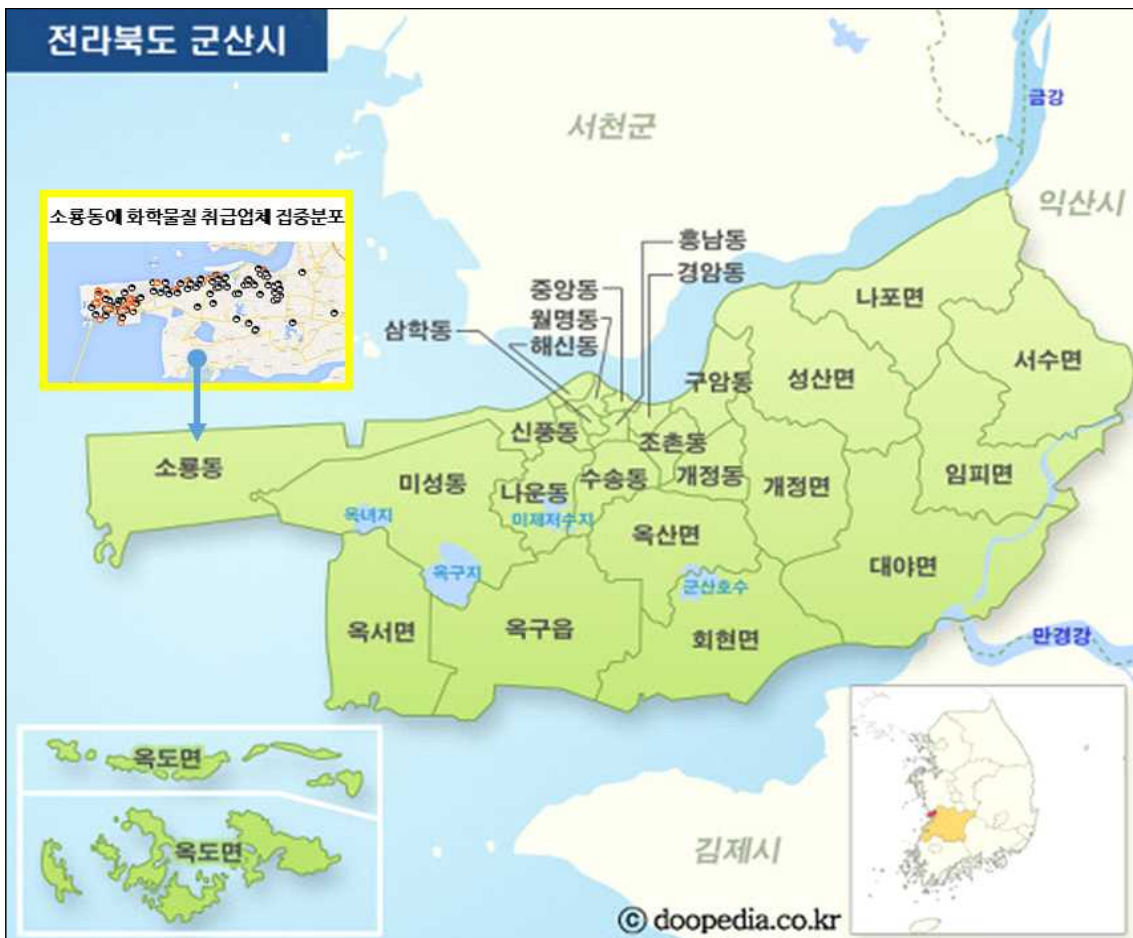 전라북도 군산시
금강
서천군
익산시
소룡동에 화학물질 취급업체 집중분포
흥남동
경암동
중앙동
월명동
해신동
삼학동
나포면
서수면
구암동
성산면
신풍동
조촌동
소룡동
미성동
나운동
수송동
개정동
개정면
임피면
옥녀지
미제저수지
옥산면
대야면
옥구지
군산호수
옥서면
옥구읍
회현면
만경강
옥도면
옥도면
김제시
ⓒ doopedia.co.kr